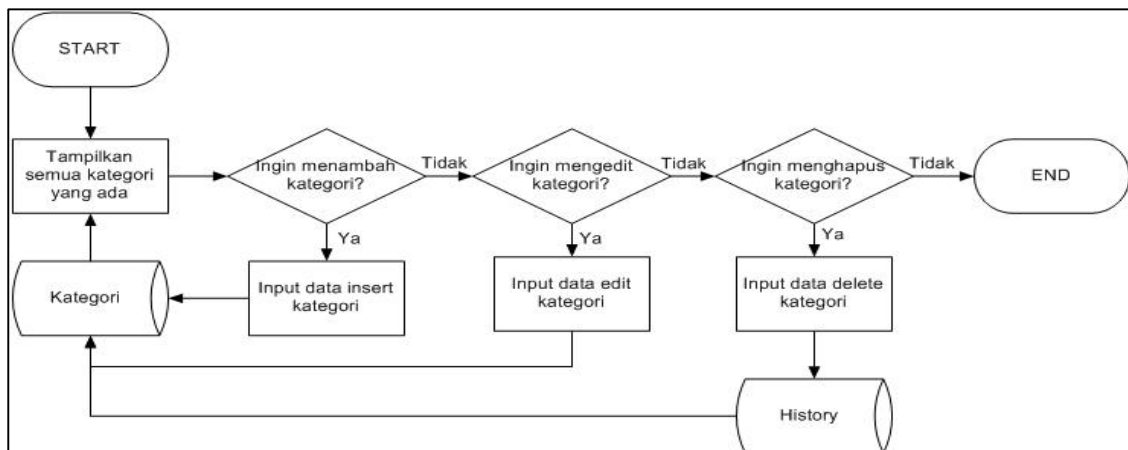 START
Tampilkan
semua kategori
yang ada
Ingin menambah
kategori?
Tidak
Ingin mengedit
kategori?
Tidak
Ingin menghapus
kategori?
Tidak
END
Ya
Ya
Ya
Kategori
Input data insert
kategori
Input data edit
kategori
Input data delete
kategori
History